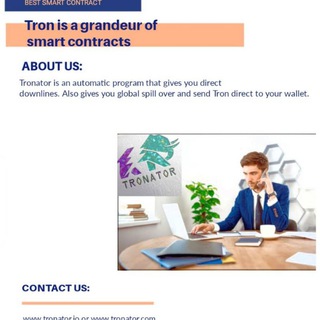 BEST SMART CONTRACT
Tron is a grandeur of
smart contracts
ABOUT US:
Tronator is an automatic program that gives you direct
downlines. Also gives you global spill over and send Tron direct to your wallet.
TRONATOR
CONTACT US:
www.tronator.io or www.tronator.com